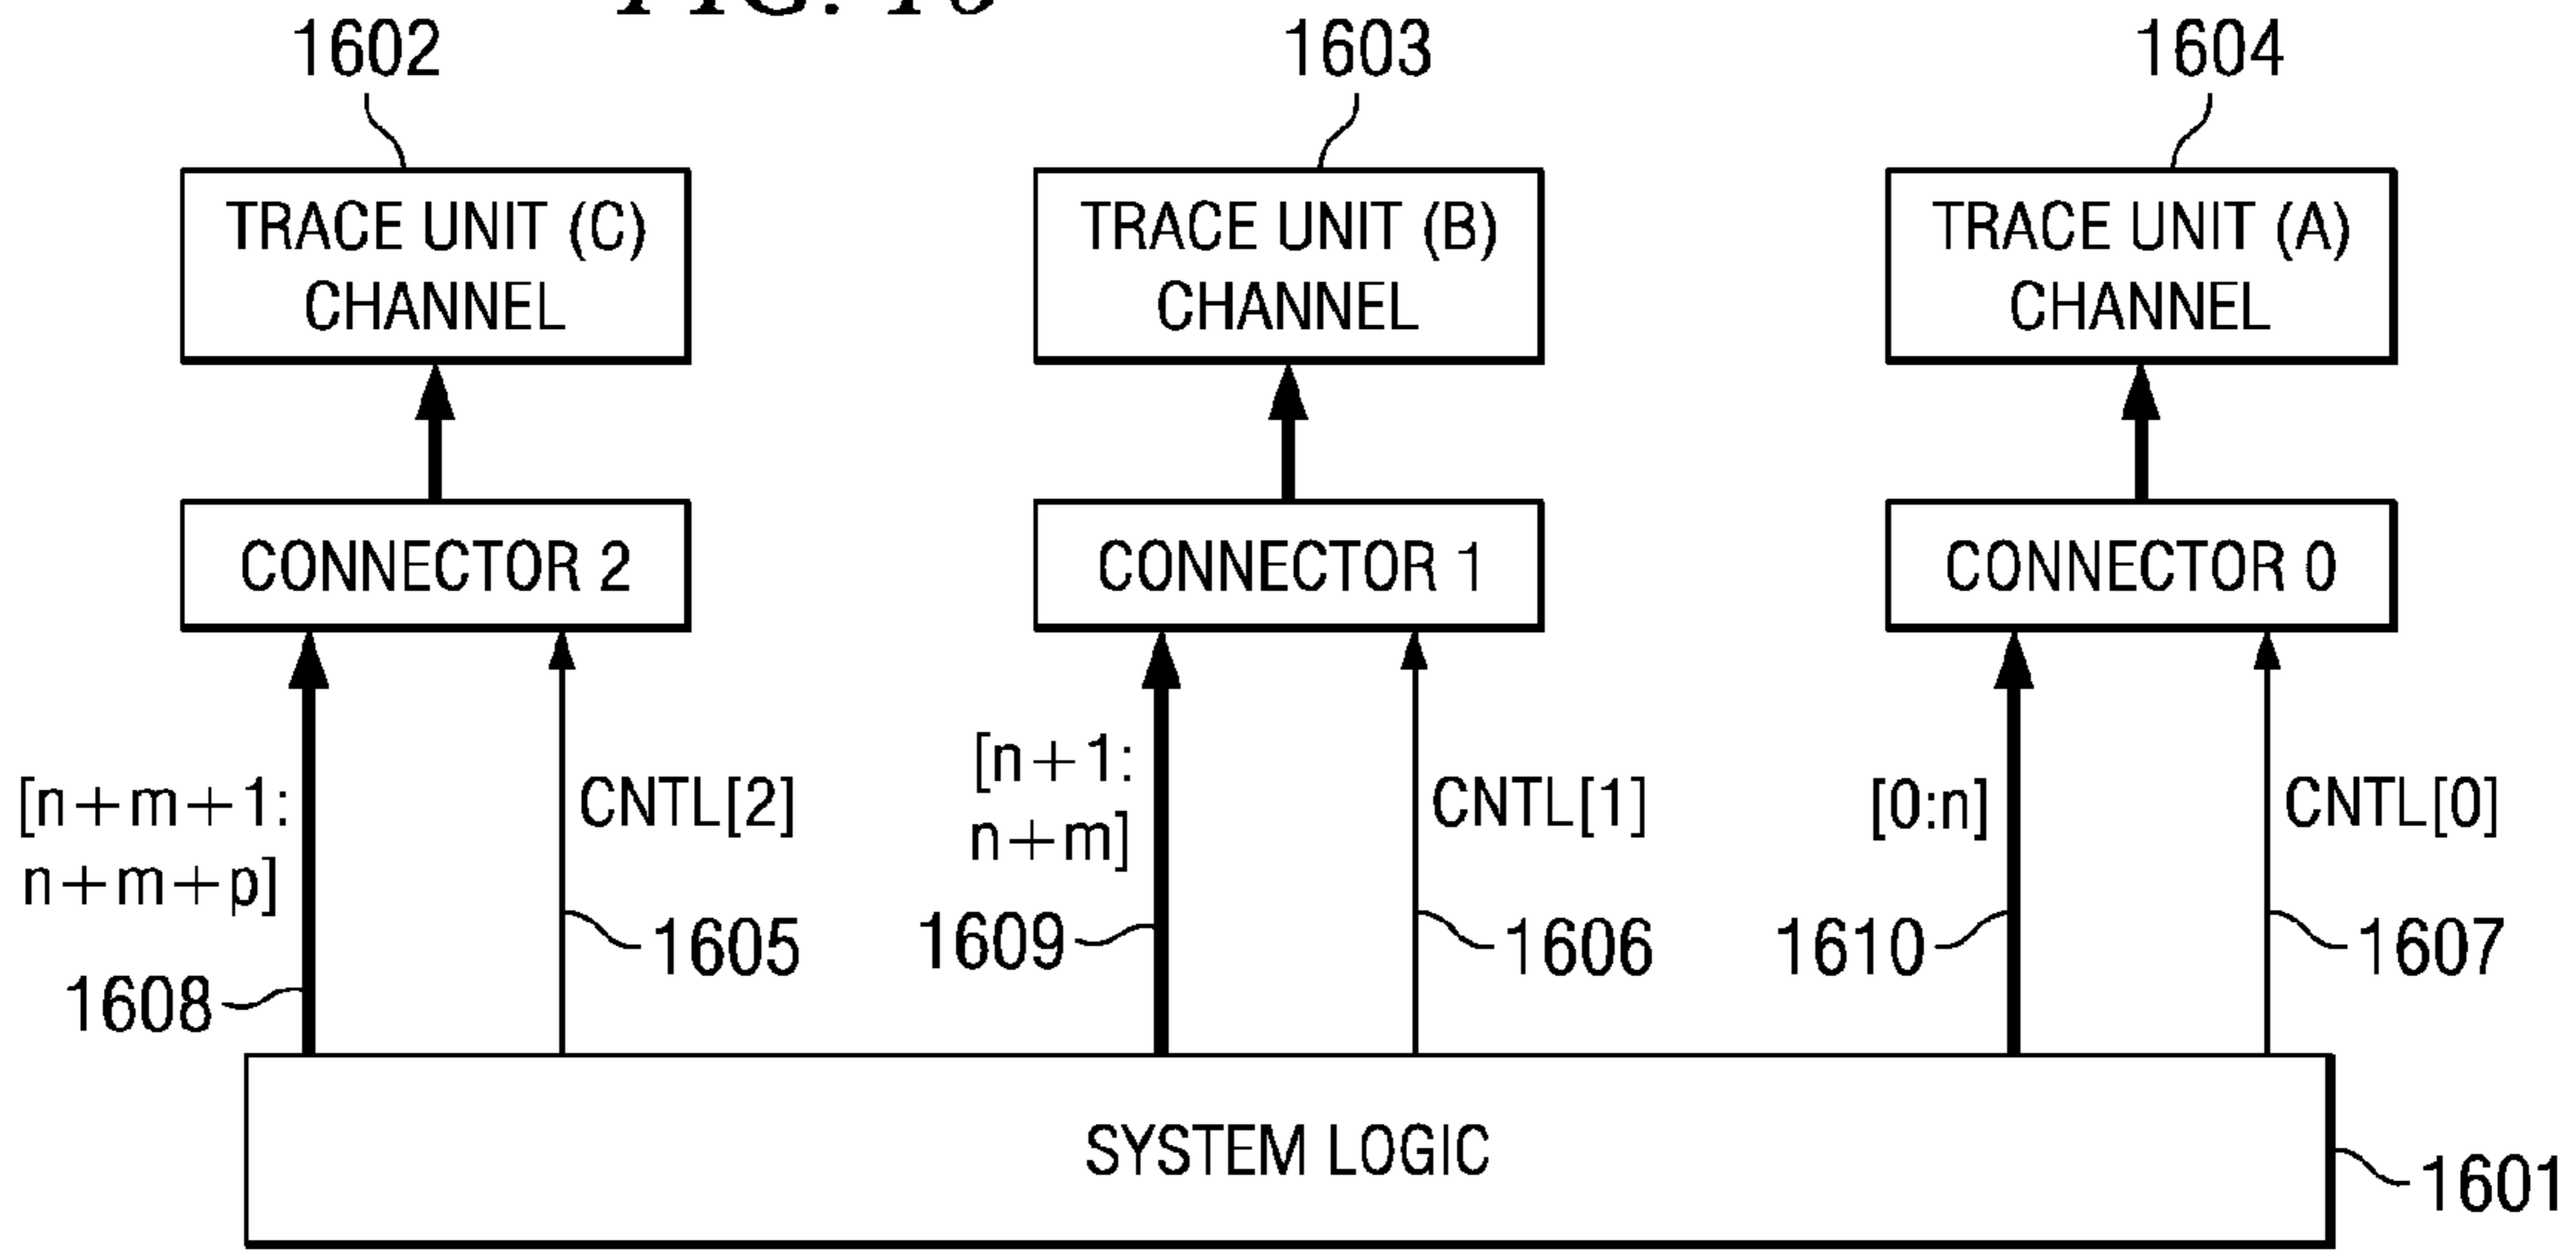 1602
1603
1604
TRACE UNIT (C)
CHANNEL
TRACE UNIT (B)
CHANNEL
TRACE UNIT (A)
CHANNEL
CONNECTOR 2
CONNECTOR 1
CONNECTOR 0
[n+m+1:
n+m+p]
CNTL[2]
[n+1:
n+m]
CNTL[1]
[0:n]
CNTL[0]
1608
1605
1609
1606
1610
1607
SYSTEM LOGIC
1601